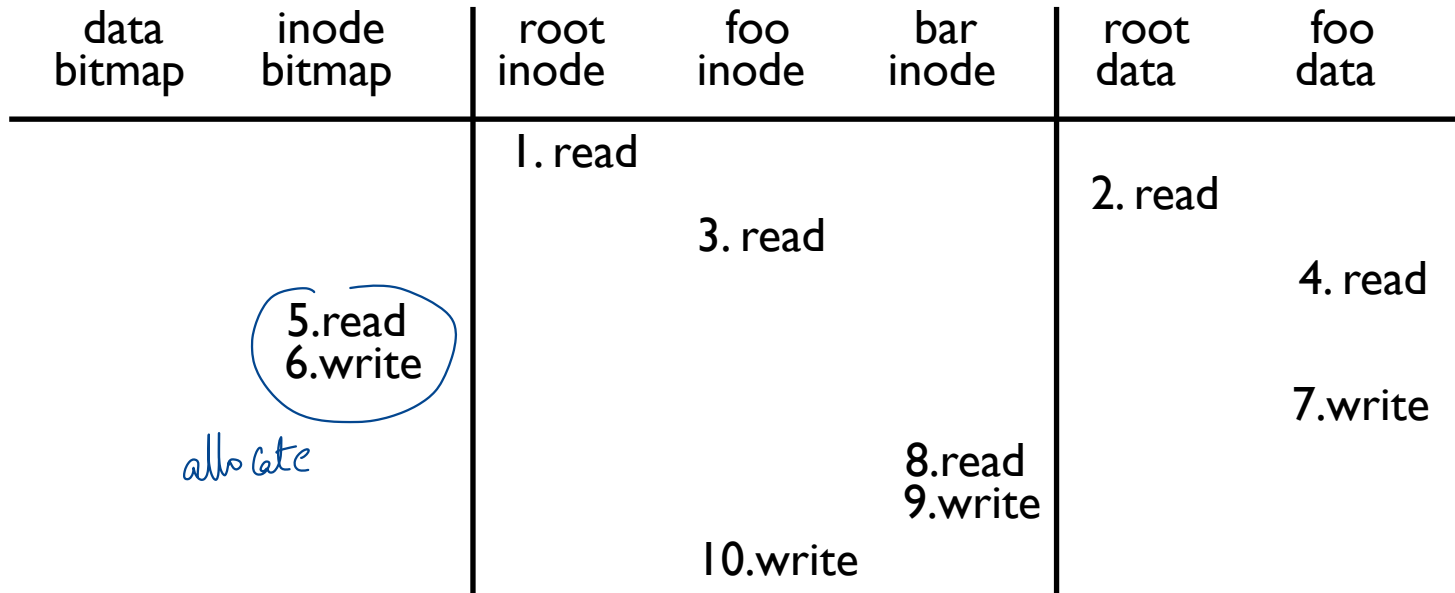 data inode root foo bar root foo
bitmap bitmap inode inode inode data data
1. read
2. read
3. read
4. read
5.read
6.write
7.write
allocate
8.read
9.write
10.write